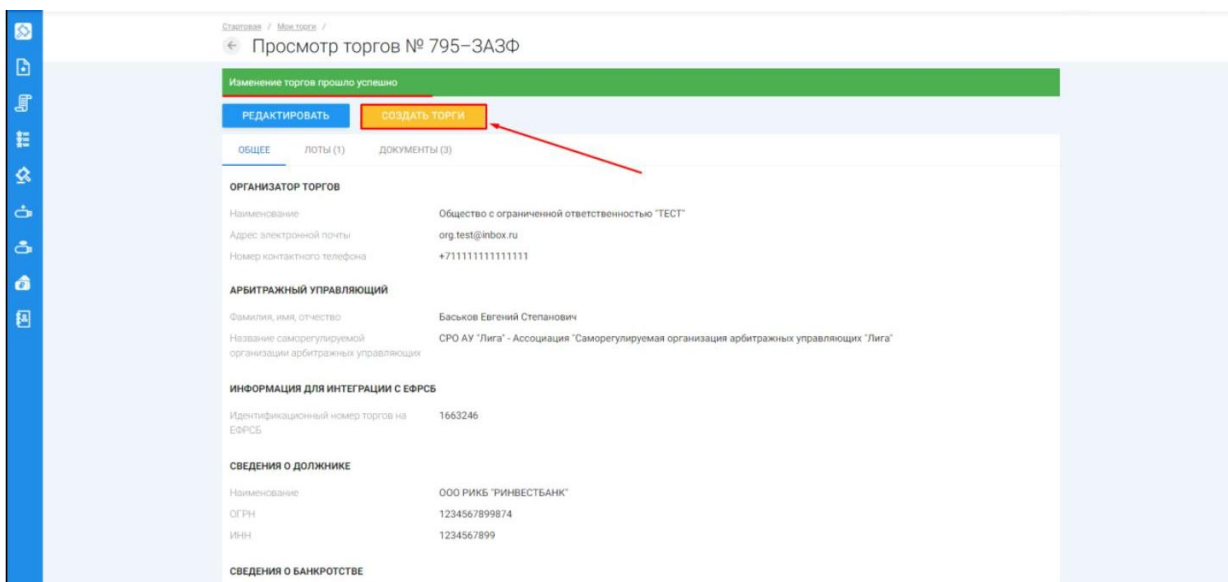 Стартовая / Мои торги /
Просмотр торгов № 795-ЗАЗФ
Изменение торгов прошло успешно
РЕДАКТИРОВАТЬ СОЗДАТЬ ТОРГИ
ОБЩЕЕ ЛОТЫ (1) ДОКУМЕНТЫ (3)
ОРГАНИЗАТОР ТОРГОВ
Наименование Общество с ограниченной ответственностью "ТЕСТ"
Адрес электронной почты org.test@inbox.ru
Номер контактного телефона +711111111111111
АРБИТРАЖНЫЙ УПРАВЛЯЮЩИЙ
Фамилия, имя, отчество Баськов Евгений Степанович
Название саморегулируемой СРО АУ "Лига" - Ассоциация "Саморегулируемая организация арбитражных управляющих "Лига"
организации арбитражных управляющих
ИНФОРМАЦИЯ ДЛЯ ИНТЕГРАЦИИ С ЕФРСБ
Идентификационный номер торгов на 1663246
ЕФРСБ
СВЕДЕНИЯ О ДОЛЖНИКЕ
Наименование ООО РИКБ "РИНВЕСТБАНК"
ОГРН 1234567899874
ИНН 1234567899
СВЕДЕНИЯ О БАНКРОТСТВЕ